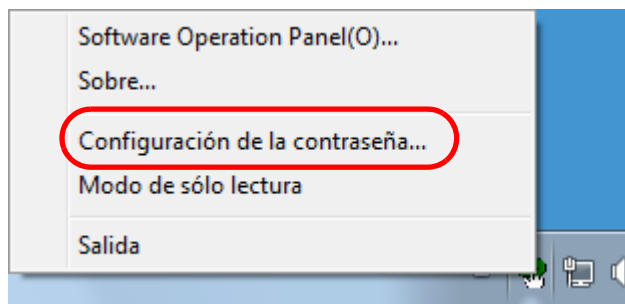 Software Operation Panel(O)...
Sobre...
Configuración de la contraseña...
Modo de sólo lectura
Salida